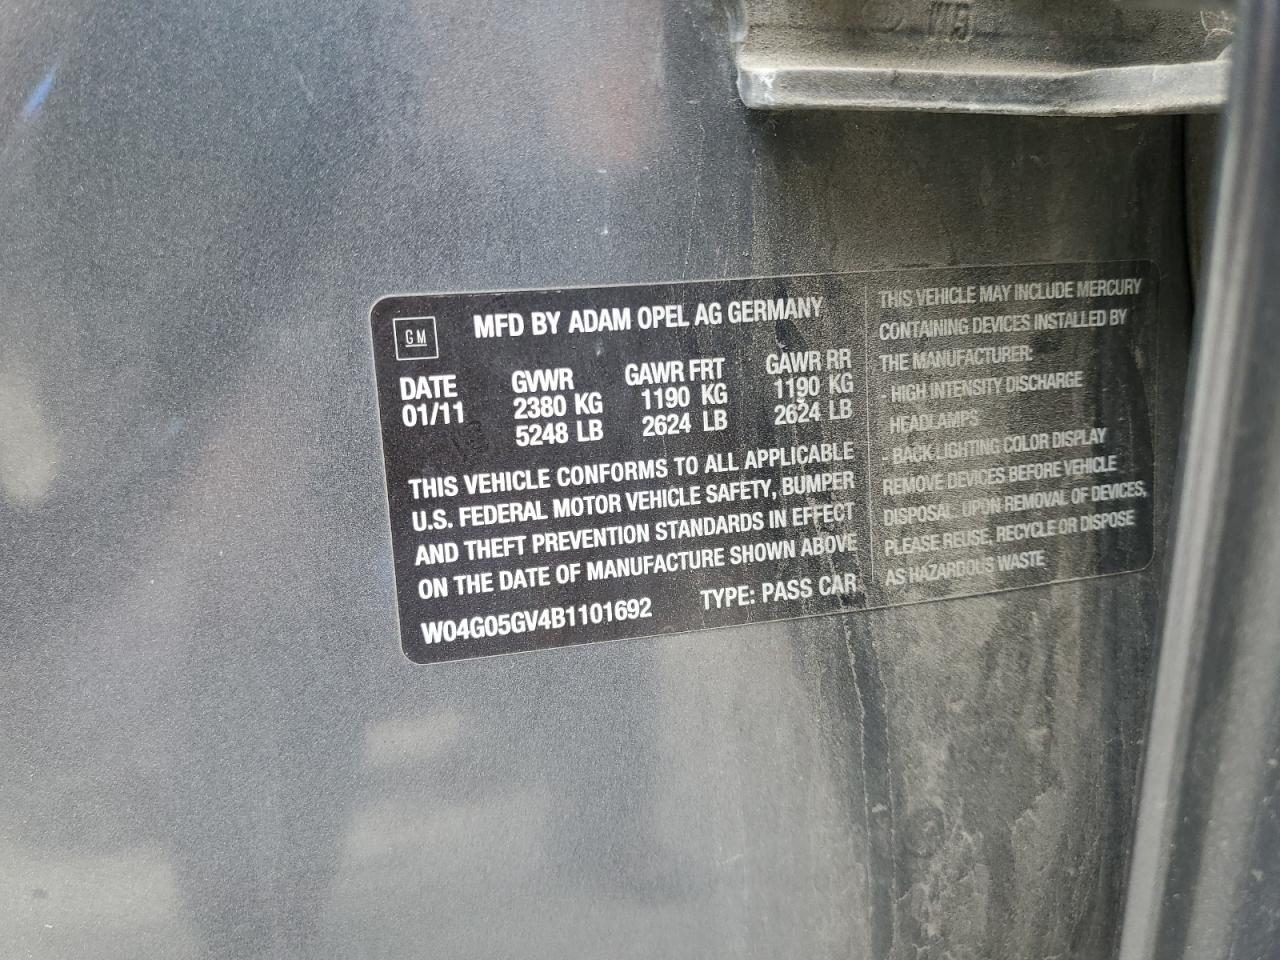 GM
MFD BY ADAM OPEL AG GERMANY
DATE GVWR GAWR FRT GAWR RR
01/11 2380 KG 1190 KG 1190 KG
5248 LB 2624 LB 2624 LB
THIS VEHICLE CONFORMS TO ALL APPLICABLE
U.S. FEDERAL MOTOR VEHICLE SAFETY, BUMPER
AND THEFT PREVENTION STANDARDS IN EFFECT
ON THE DATE OF MANUFACTURE SHOWN ABOVE
W04G05GV4B1101692 TYPE: PASS CAR
THIS VEHICLE MAY INCLUDE MERCURY
CONTAINING DEVICES INSTALLED BY
THE MANUFACTURER:
- HIGH INTENSITY DISCHARGE
HEADLAMPS
- BACK LIGHTING COLOR DISPLAY
REMOVE DEVICES BEFORE VEHICLE
DISPOSAL. UPON REMOVAL OF DEVICES,
PLEASE REUSE, RECYCLE OR DISPOSE
AS HAZARDOUS WASTE